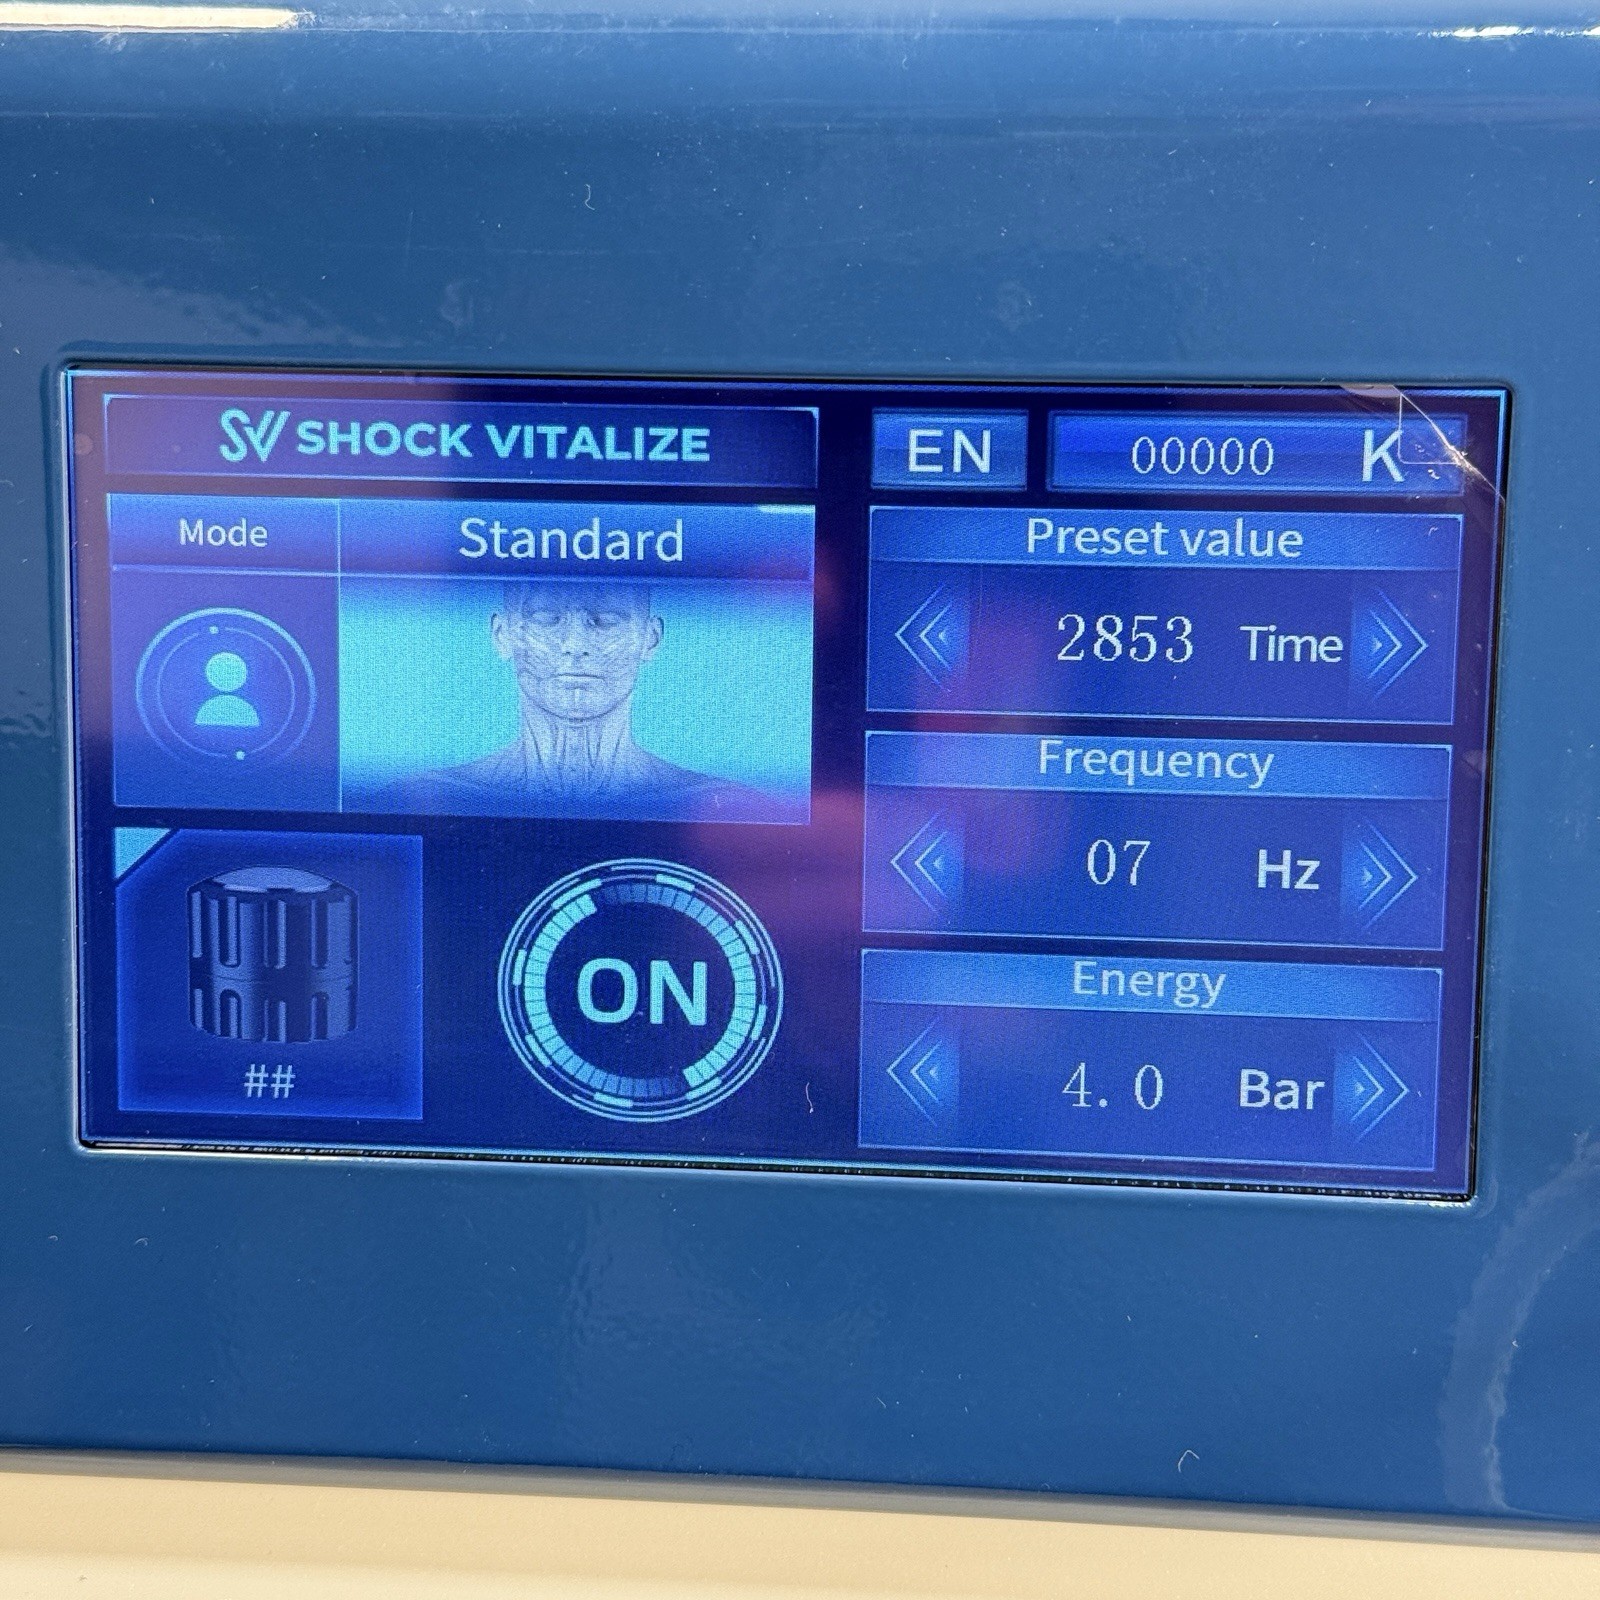 SV SHOCK VITALIZE
EN
00000 K
Mode
Standard
Preset value
2853 Time
Frequency
07 Hz
##
ON
Energy
4.0 Bar